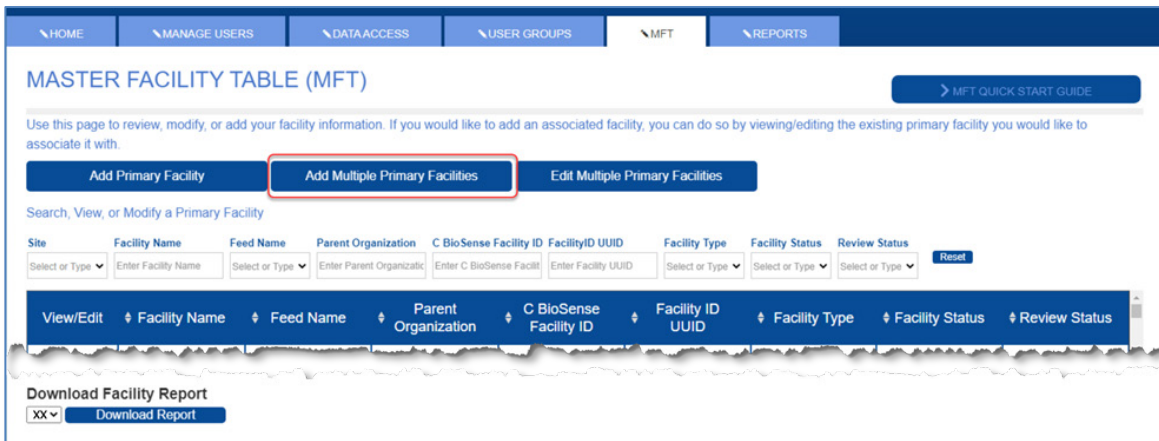 HOME MANAGE USERS DATA ACCESS USER GROUPS MFT REPORTS
MASTER FACILITY TABLE (MFT)
MFT QUICK START GUIDE
Use this page to review, modify, or add your facility information. If you would like to add an associated facility, you can do so by viewing/editing the existing primary facility you would like to
associate it with.
Add Primary Facility Add Multiple Primary Facilities Edit Multiple Primary Facilities
Search, View, or Modify a Primary Facility
Site Facility Name Feed Name Parent Organization C BioSense Facility ID FacilityID UUID Facility Type Facility Status Review Status
Select or Type Enter Facility Name Select or Type Enter Parent Organizatic Enter C BioSense Facilit Enter Facility UUID Select or Type Select or Type Select or Type Reset
View/Edit Facility Name Feed Name Parent Organization C BioSense Facility ID Facility ID UUID Facility Type Facility Status Review Status
Download Facility Report
XX Download Report